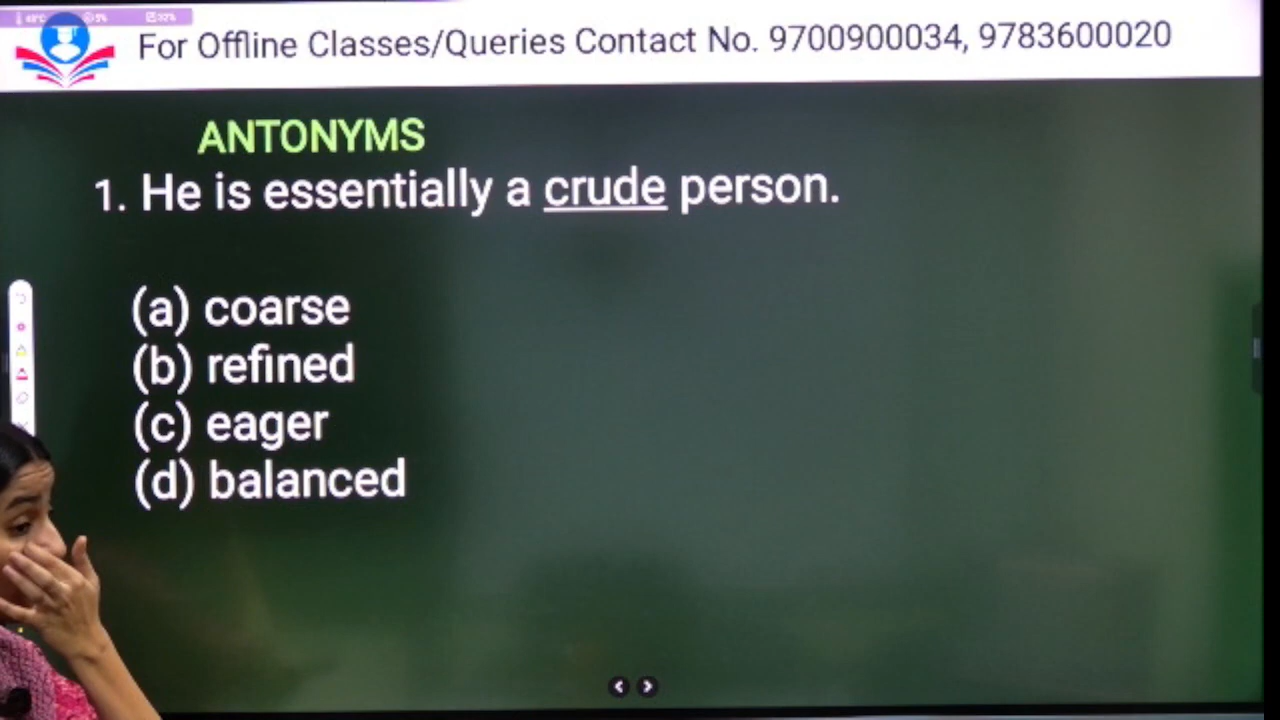 For Offline Classes/Queries Contact No. 9700900034, 9783600020
ANTONYMS
1. He is essentially a crude person.
(a) coarse
(b) refined
(c) eager
(d) balanced